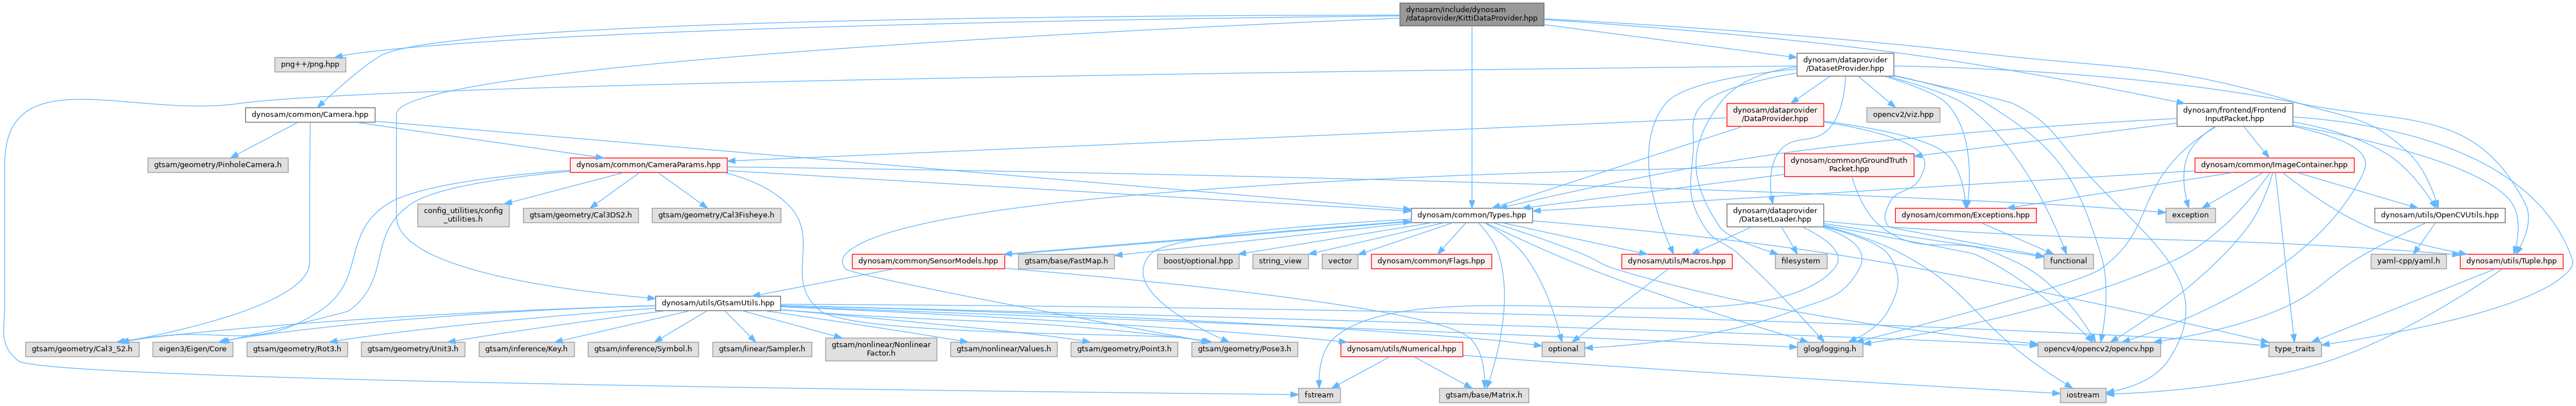 dynosam/include/dynosam
/dataprovider/KittiDataProvider.hpp
png++/png.hpp
dynosam/dataprovider
/DatasetProvider.hpp
dynosam/common/Camera.hpp
dynosam/dataprovider
/DataProvider.hpp
opencv2/viz.hpp
dynosam/frontend/Frontend
InputPacket.hpp
gtsam/geometry/PinholeCamera.h
dynosam/common/CameraParams.hpp
dynosam/common/GroundTruth
Packet.hpp
dynosam/common/ImageContainer.hpp
config_utilities/config
_utilities.h
gtsam/geometry/Cal3DS2.h
gtsam/geometry/Cal3Fisheye.h
dynosam/common/Types.hpp
dynosam/dataprovider
/DatasetLoader.hpp
dynosam/common/Exceptions.hpp
exception
dynosam/utils/OpenCVUtils.hpp
dynosam/common/SensorModels.hpp
gtsam/base/FastMap.h
boost/optional.hpp
string_view
vector
dynosam/common/Flags.hpp
dynosam/utils/Macros.hpp
filesystem
functional
yaml-cpp/yaml.h
dynosam/utils/Tuple.hpp
dynosam/utils/GtsamUtils.hpp
gtsam/geometry/Cal3_S2.h
eigen3/Eigen/Core
gtsam/geometry/Rot3.h
gtsam/geometry/Unit3.h
gtsam/inference/Key.h
gtsam/inference/Symbol.h
gtsam/linear/Sampler.h
gtsam/nonlinear/Nonlinear
Factor.h
gtsam/nonlinear/Values.h
gtsam/geometry/Point3.h
gtsam/geometry/Pose3.h
dynosam/utils/Numerical.hpp
optional
glog/logging.h
opencv4/opencv2/opencv.hpp
type_traits
fstream
gtsam/base/Matrix.h
iostream